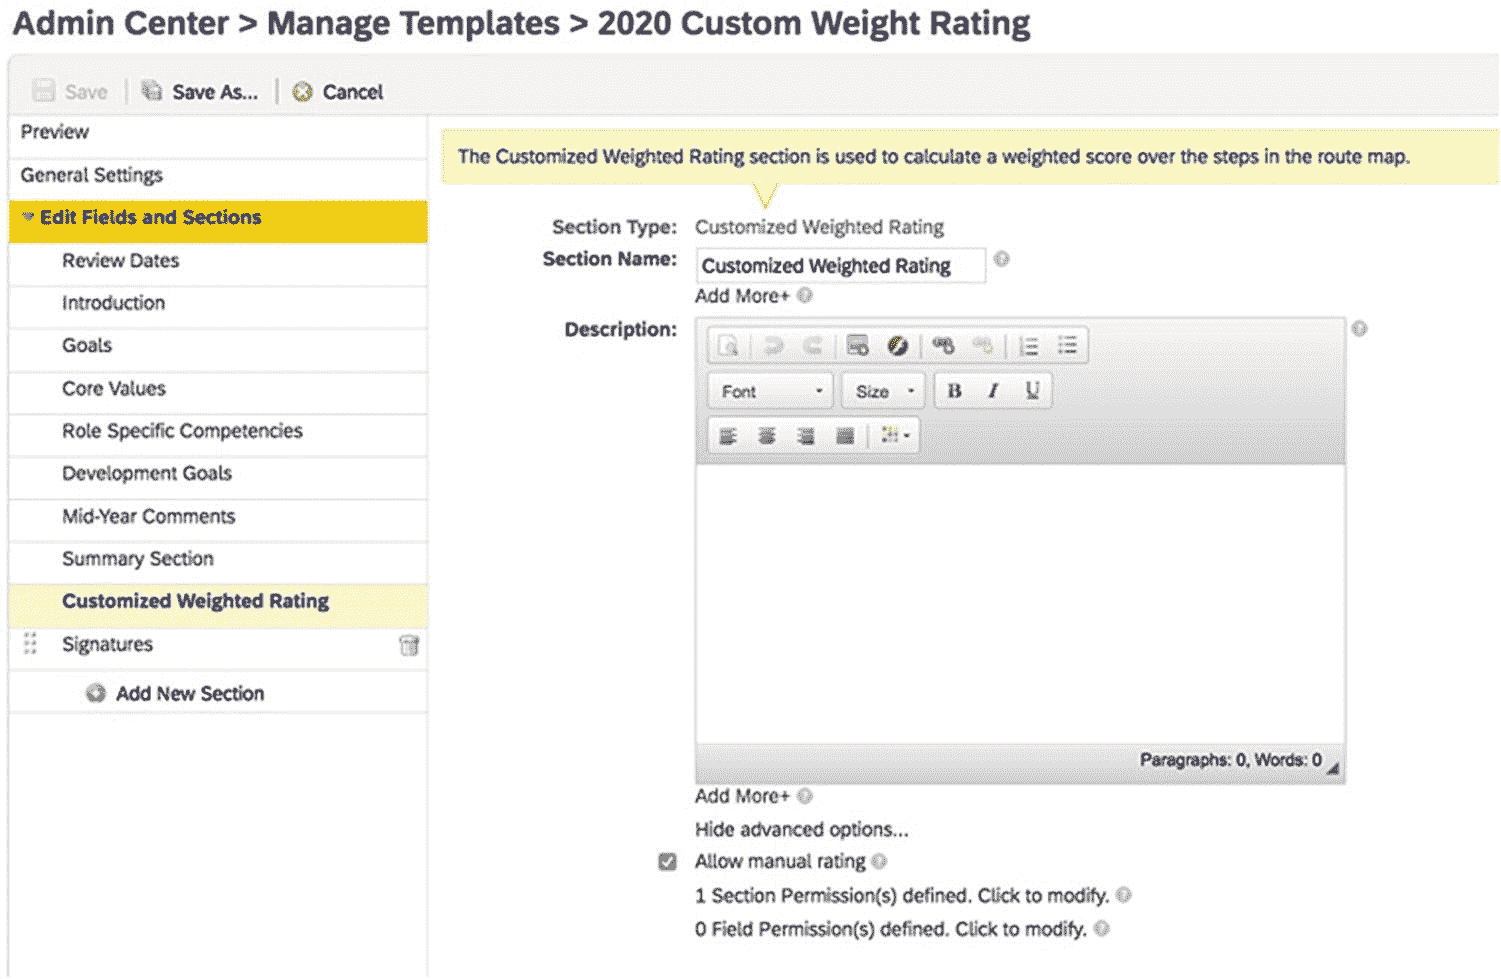 Admin Center > Manage Templates > 2020 Custom Weight Rating
Save Save As... Cancel
Preview
General Settings
Edit Fields and Sections
Review Dates
Introduction
Goals
Core Values
Role Specific Competencies
Development Goals
Mid-Year Comments
Summary Section
Customized Weighted Rating
Signatures
Add New Section
The Customized Weighted Rating section is used to calculate a weighted score over the steps in the route map.
Section Type: Customized Weighted Rating
Section Name: Customized Weighted Rating
Add More+
Description:
Font Size B I U
Paragraphs: 0, Words: 0
Add More+
Hide advanced options...
Allow manual rating
1 Section Permission(s) defined. Click to modify.
0 Field Permission(s) defined. Click to modify.